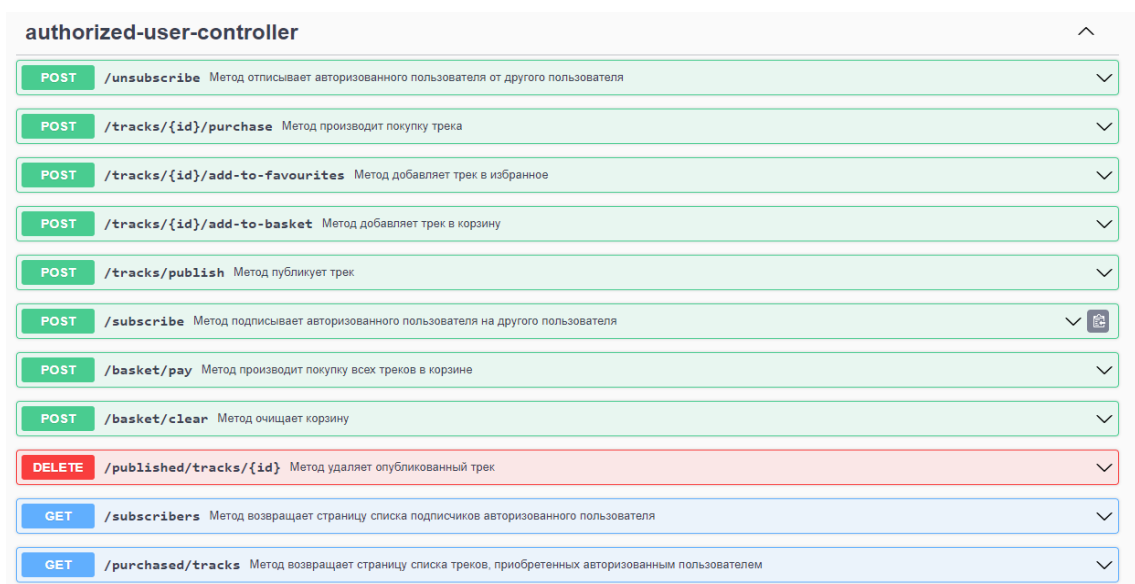 authorized-user-controller
POST /unsubscribe Метод отписывает авторизованного пользователя от другого пользователя
POST /tracks/{id}/purchase Метод производит покупку трека
POST /tracks/{id}/add-to-favourites Метод добавляет трек в избранное
POST /tracks/{id}/add-to-basket Метод добавляет трек в корзину
POST /tracks/publish Метод публикует трек
POST /subscribe Метод подписывает авторизованного пользователя на другого пользователя
POST /basket/pay Метод производит покупку всех треков в корзине
POST /basket/clear Метод очищает корзину
DELETE /published/tracks/{id} Метод удаляет опубликованный трек
GET /subscribers Метод возвращает страницу списка подписчиков авторизованного пользователя
GET /purchased/tracks Метод возвращает страницу списка треков, приобретенных авторизованным пользователем